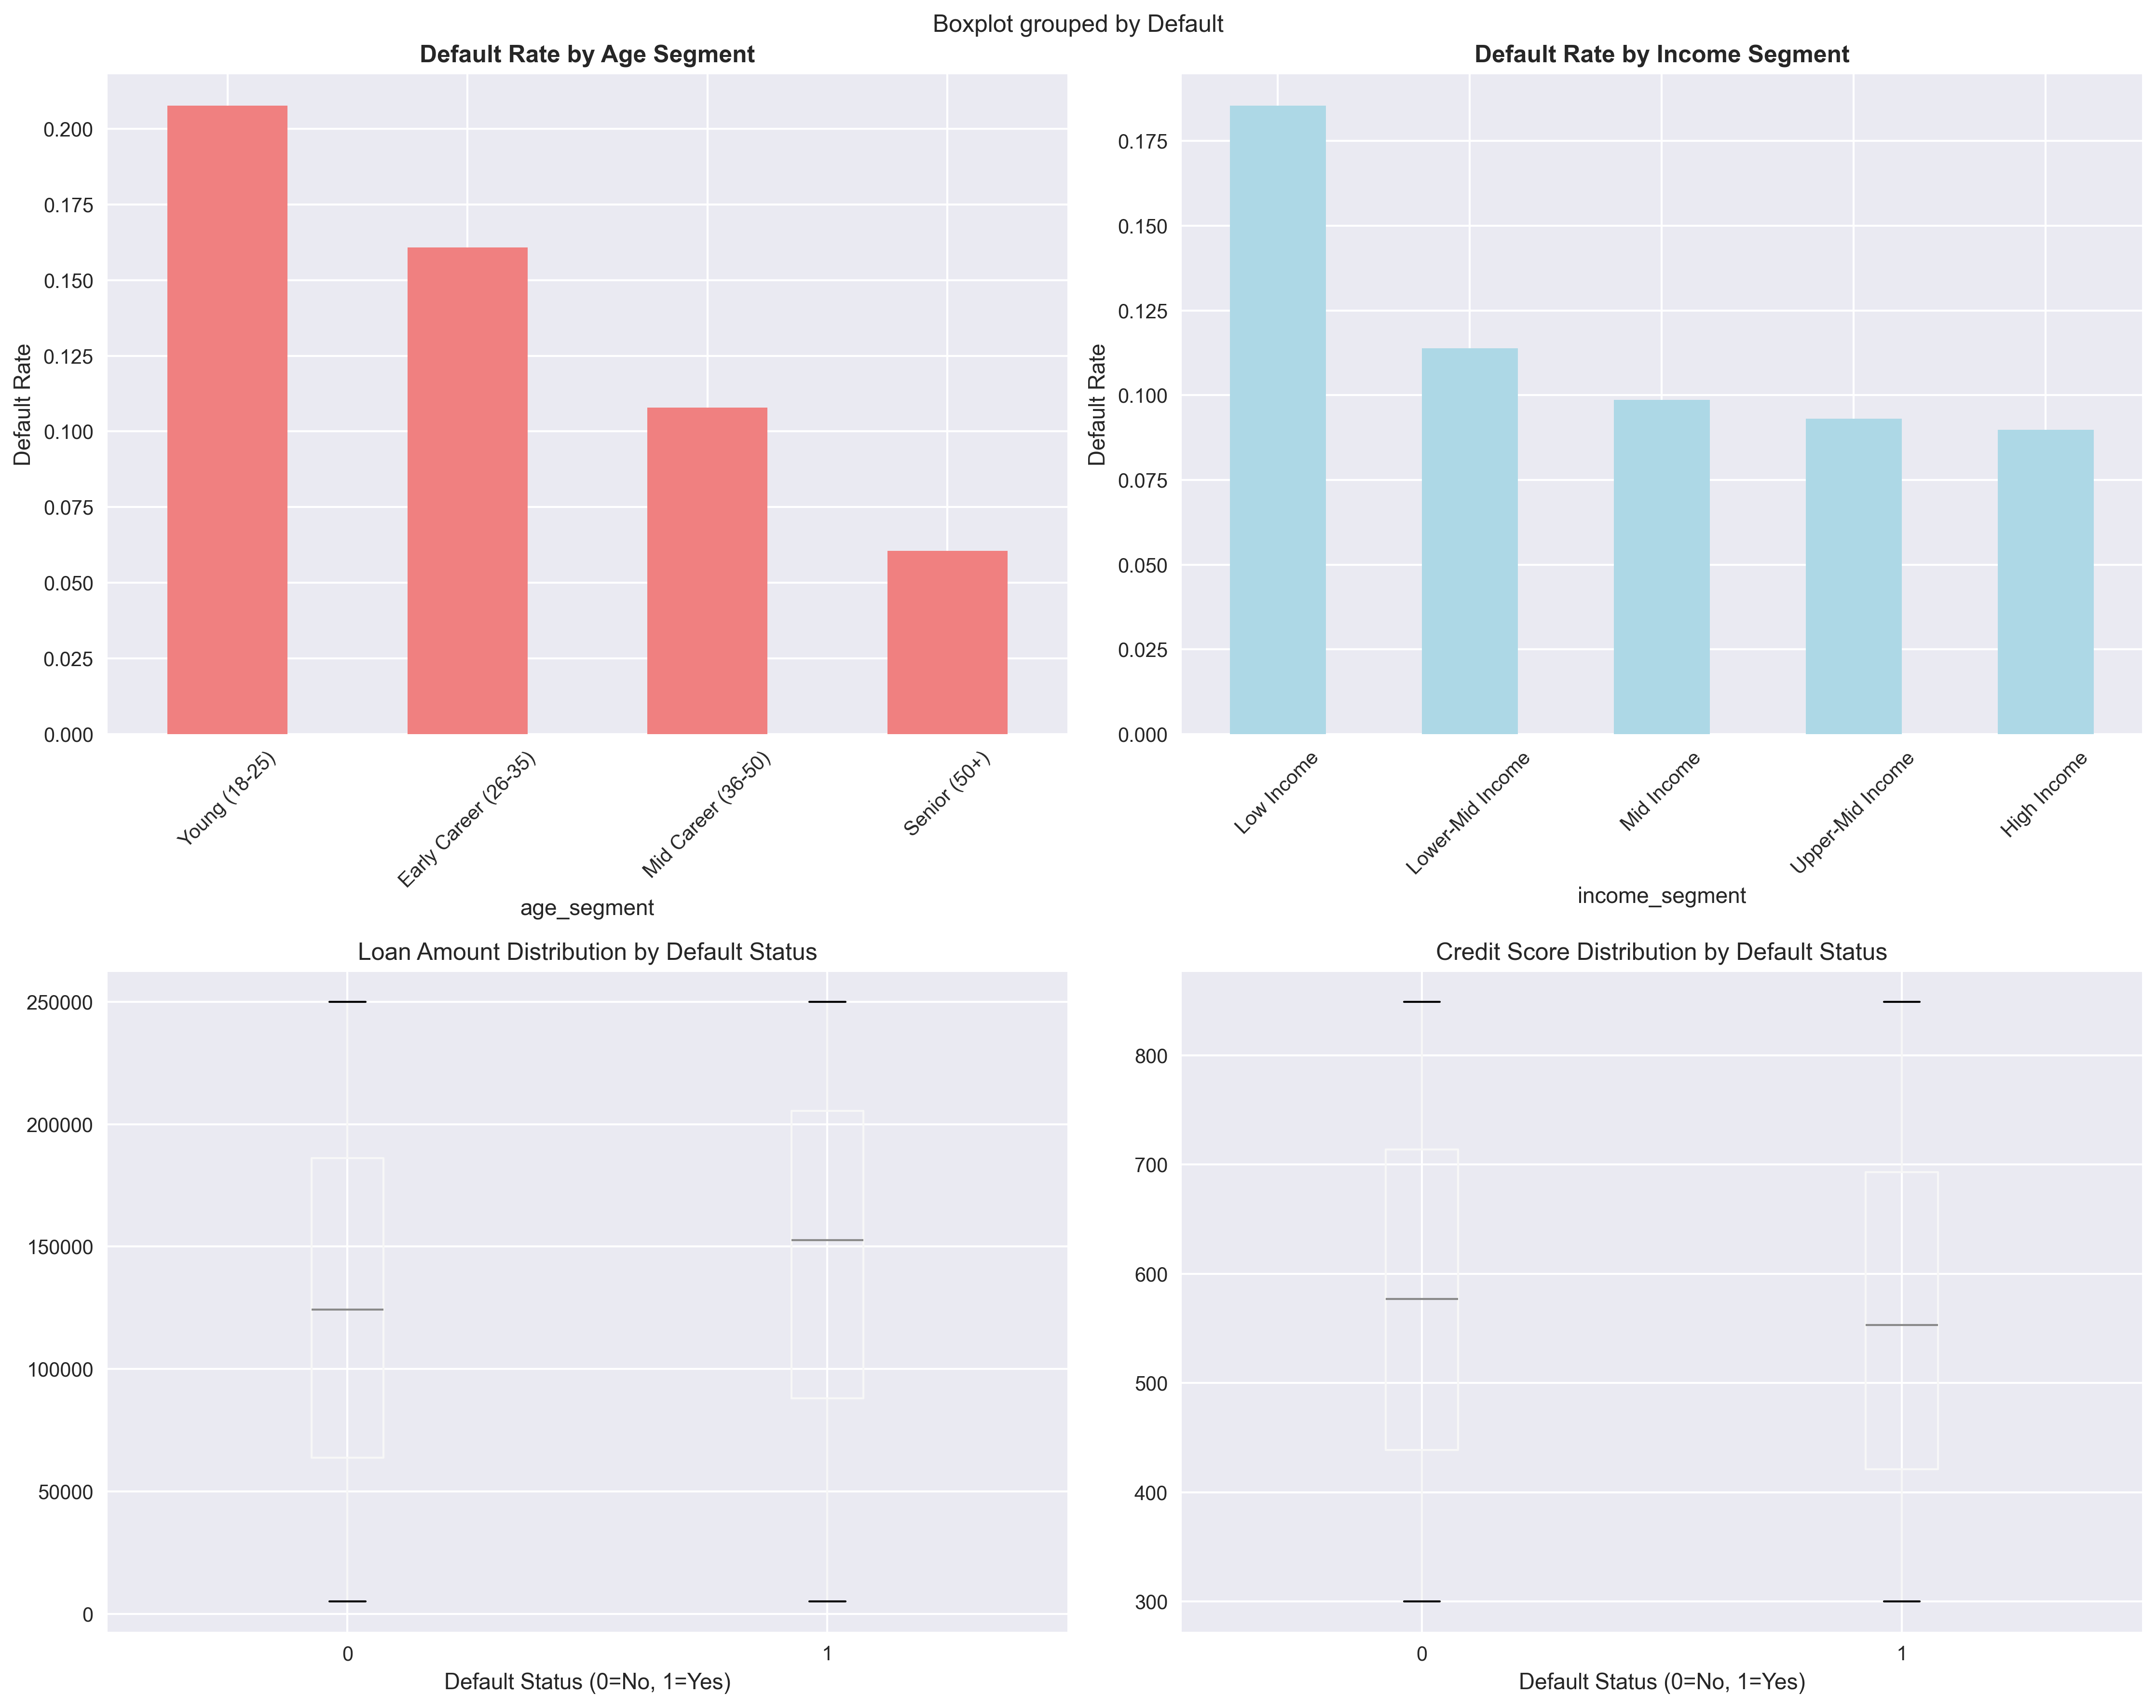 Boxplot grouped by Default
Default Rate by Age Segment
Default Rate
0.200
0.175
0.150
0.125
0.100
0.075
0.050
0.025
0.000
Young (18-25)
Early Career (26-35)
Mid Career (36-50)
Senior (50+)
age_segment
Default Rate by Income Segment
Default Rate
0.175
0.150
0.125
0.100
0.075
0.050
0.025
0.000
Low Income
Lower-Mid Income
Mid Income
Upper-Mid Income
High Income
income_segment
Loan Amount Distribution by Default Status
250000
200000
150000
100000
50000
0
0
1
Default Status (0=No, 1=Yes)
Credit Score Distribution by Default Status
800
700
600
500
400
300
0
1
Default Status (0=No, 1=Yes)